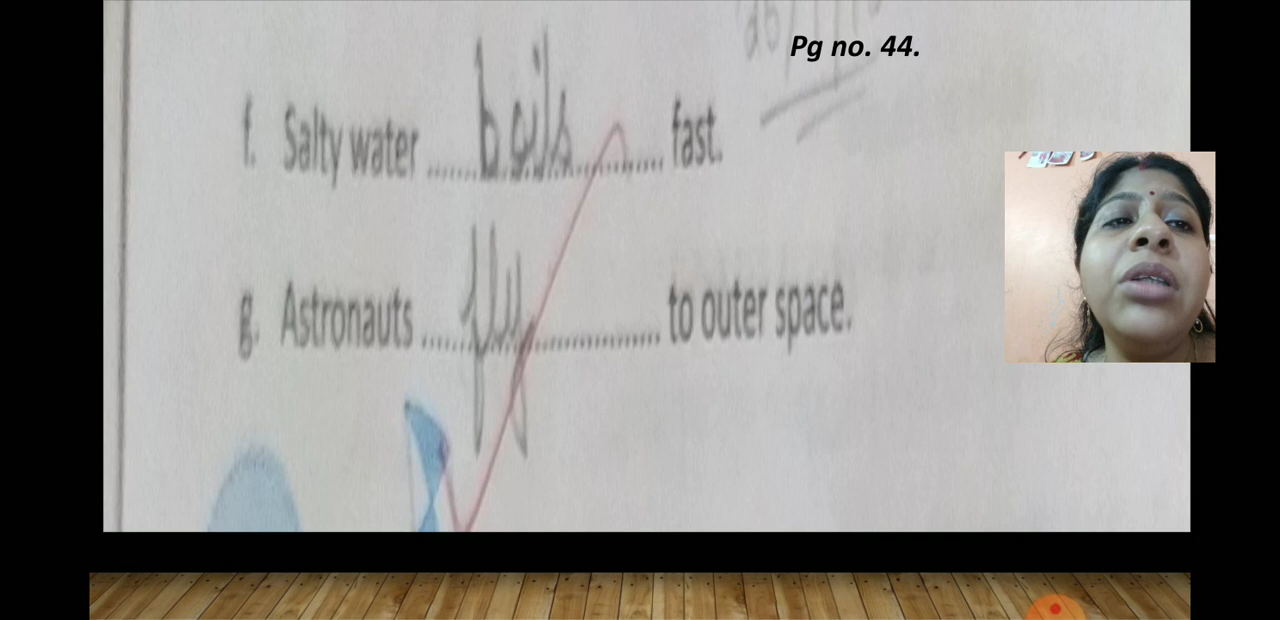 Pg no. 44.
f. Salty water boils fast.
g. Astronauts fly to outer space.